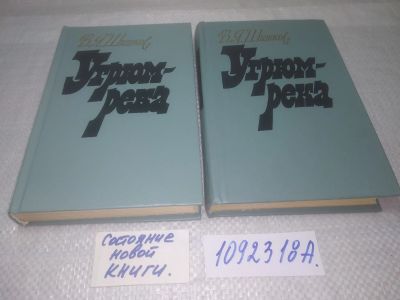 В. Я. Шишков
Угрюм-
река
В. Я. Шишков
Угрюм-
река
Состояние
новой
книги.
1092318А.